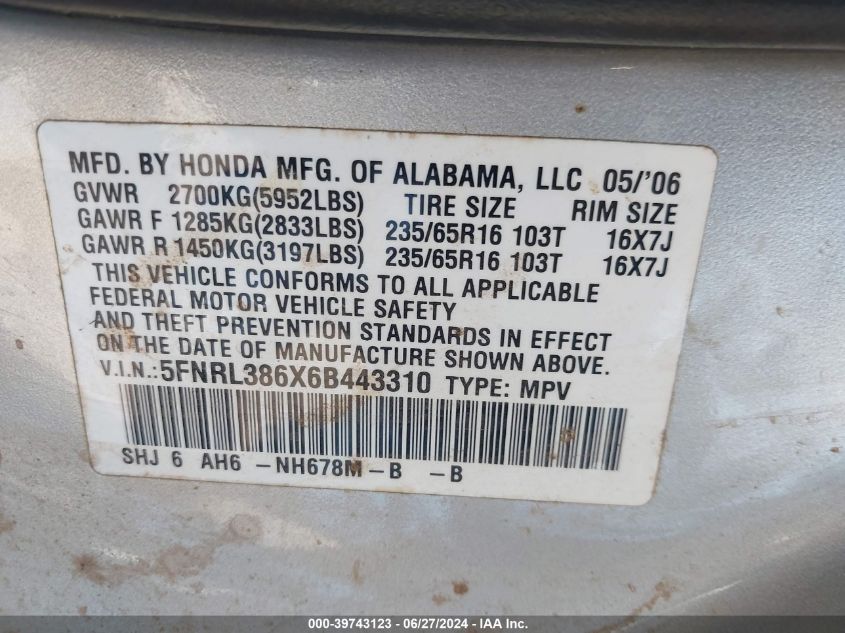 MFD. BY HONDA MFG. OF ALABAMA, LLC 05/'06
GVWR 2700KG(5952LBS) TIRE SIZE RIM SIZE
GAWR F 1285KG(2833LBS) 235/65R16 103T 16X7J
GAWR R 1450KG(3197LBS) 235/65R16 103T 16X7J
THIS VEHICLE CONFORMS TO ALL APPLICABLE
FEDERAL MOTOR VEHICLE SAFETY
AND THEFT PREVENTION STANDARDS IN EFFECT
ON THE DATE OF MANUFACTURE SHOWN ABOVE.
V.I.N.:5FNRL386X6B443310 TYPE: MPV
SHJ 6 AH6 -NH678M-B -B
000-39743123 - 06/27/2024 - IAA Inc.